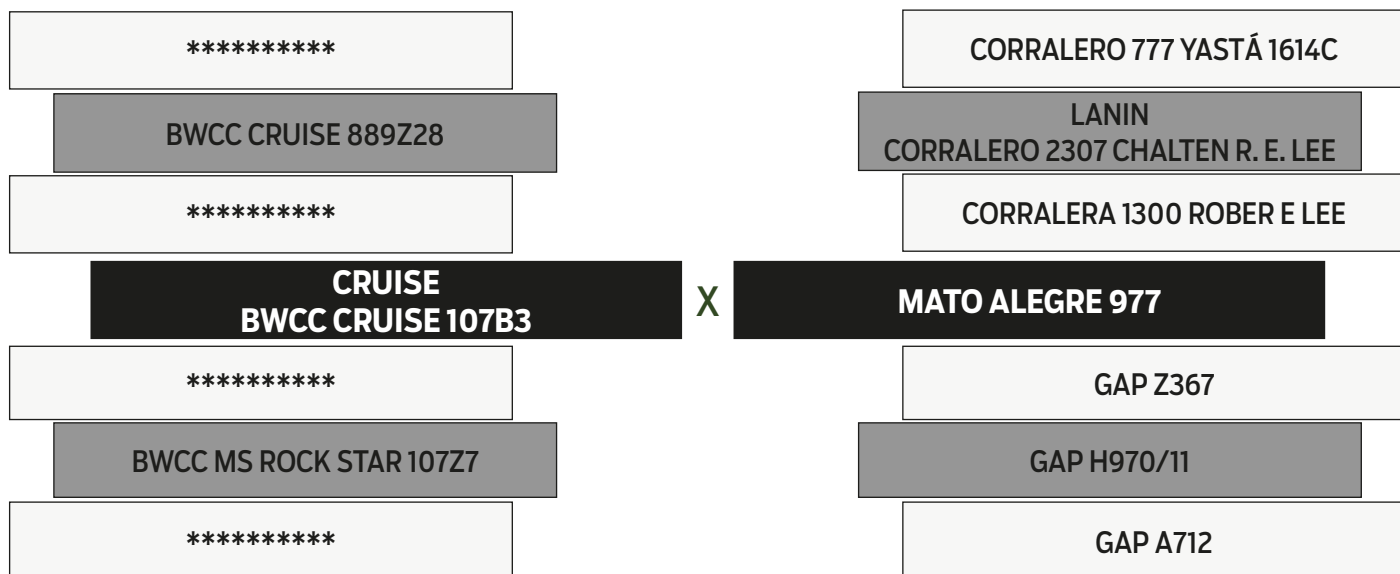 **********
BWCC CRUISE 889Z28
**********
CRUISE
BWCC CRUISE 107B3
**********
BWCC MS ROCK STAR 107Z7
**********
X
CORRALERO 777 YASTÁ 1614C
LANIN
CORRALERO 2307 CHALTEN R. E. LEE
CORRALERA 1300 ROBER E LEE
MATO ALEGRE 977
GAP Z367
GAP H970/11
GAP A712